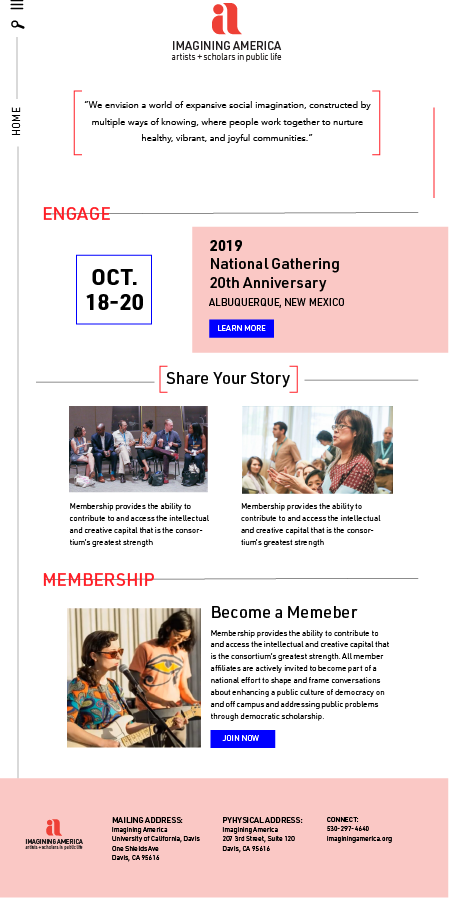 IMAGINING AMERICA
artists + scholars in public life
HOME
“We envision a world of expansive social imagination, constructed by
multiple ways of knowing, where people work together to nurture
healthy, vibrant, and joyful communities.”
ENGAGE
OCT.
18-20
2019
National Gathering
20th Anniversary
ALBUQUERQUE, NEW MEXICO
LEARN MORE
Share Your Story
Membership provides the ability to
contribute to and access the intellectual
and creative capital that is the consor-
tium's greatest strength
Membership provides the ability to
contribute to and access the intellectual
and creative capital that is the consor-
tium's greatest strength
MEMBERSHIP
Become a Memeber
Membership provides the ability to contribute to
and access the intellectual and creative capital that
is the consortium's greatest strength. All member
affiliates are actively invited to become part of a
national effort to shape and frame conversations
about enhancing a public culture of democracy on
and off campus and addressing public problems
through democratic scholarship.
JOIN NOW
IMAGINING AMERICA
artists + scholars in public life
MAILING ADDRESS:
Imagining America
University of California, Davis
One Shields Ave
Davis, CA 95616
PYHYSICAL ADDRESS:
Imagining America
207 3rd Street, Suite 120
Davis, CA 95616
CONNECT:
530-297-4640
imaginingamerica.org